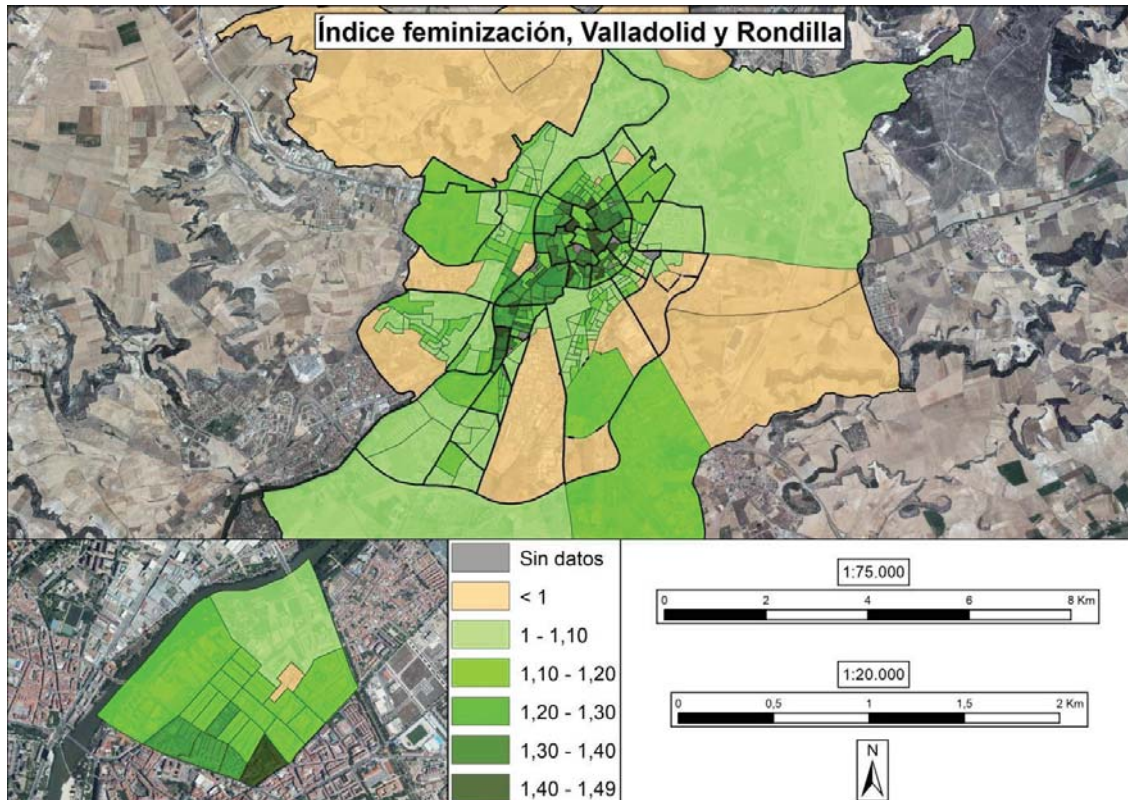 Índice feminización, Valladolid y Rondilla
Sin datos
< 1
1 - 1,10
1,10 - 1,20
1,20 - 1,30
1,30 - 1,40
1,40 - 1,49
1:75.000
0 2 4 6 8 Km
1:20.000
0 0,5 1 1,5 2 Km
N